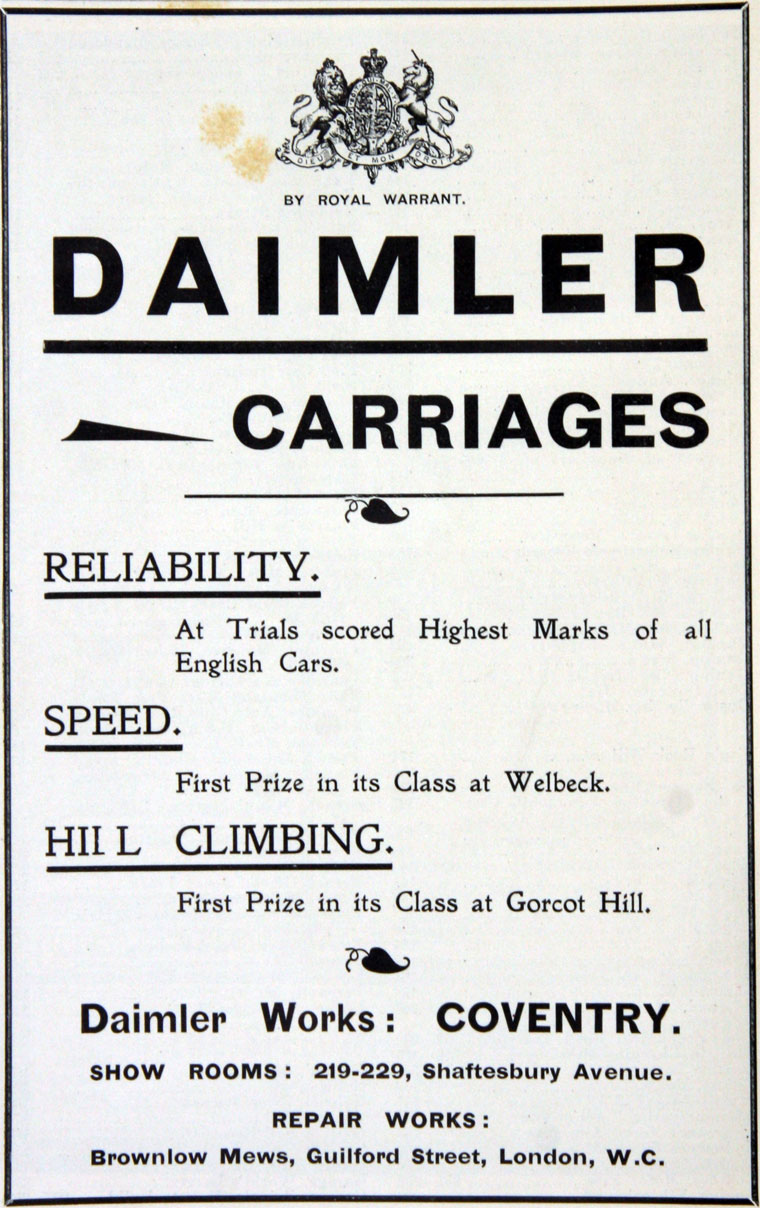 DIEU ET MON DROIT
BY ROYAL WARRANT.
DAIMLER
CARRIAGES
RELIABILITY.
At Trials scored Highest Marks of all
English Cars.
SPEED.
First Prize in its Class at Welbeck.
HILL CLIMBING.
First Prize in its Class at Gorcot Hill.
Daimler Works: COVENTRY.
SHOW ROOMS: 219-229, Shaftesbury Avenue.
REPAIR WORKS:
Brownlow Mews, Guilford Street, London, W.C.